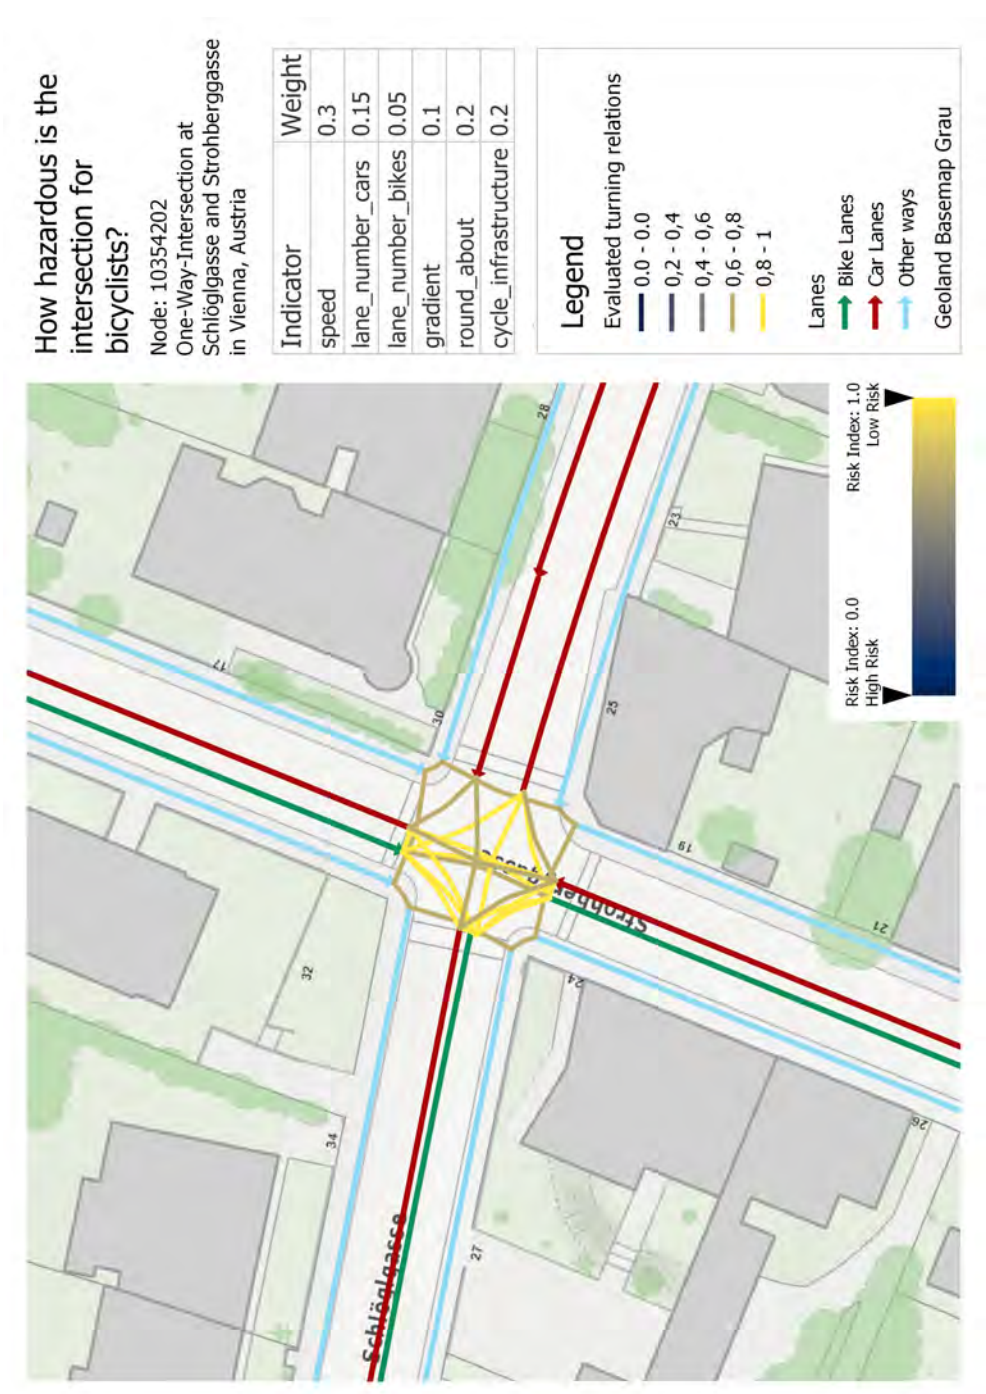 How hazardous is the
intersection for
bicyclists?
Node: 10354202
One-Way-Intersection at
Schlöglgasse and Strohberggasse
in Vienna, Austria
Indicator Weight
speed 0.3
lane_number_cars 0.15
lane_number_bikes 0.05
gradient 0.1
round_about 0.2
cycle_infrastructure 0.2
Legend
Evaluated turning relations
0.0 - 0.0
0,2 - 0,4
0,4 - 0,6
0,6 - 0,8
0,8 - 1
Lanes
Bike Lanes
Car Lanes
Other ways
Geoland Basemap Grau
28
23
17
30
25
19
21
32
24
34
26
27
Schlöglgasse
Risk Index: 0.0
High Risk
Risk Index: 1.0
Low Risk